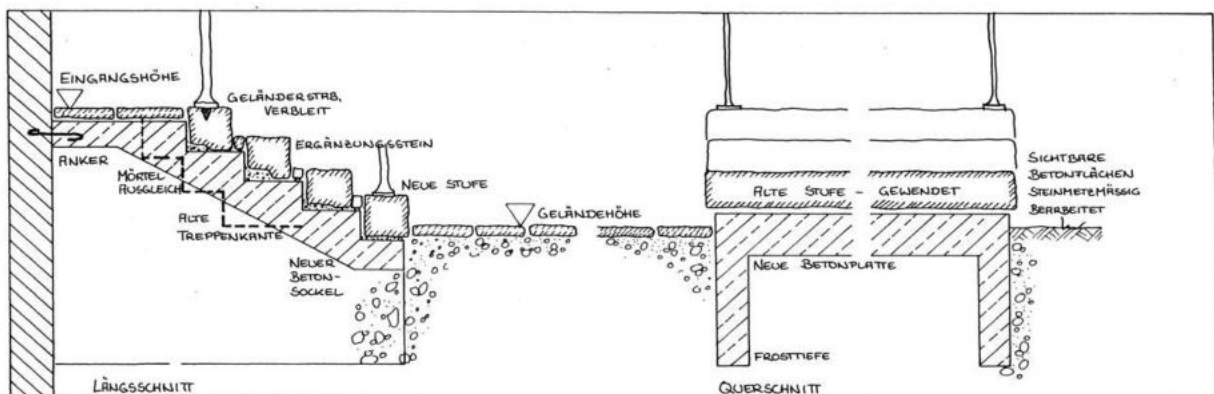 EINGANGSHÖHE
GELÄNDERSTAB,
VERBLEIT
ERGÄNZUNGSSTEIN
ANKER
MÖRTEL
AUSGLEICH
NEUE STUFE
ALTE
TREPPENKANTE
GELÄNDEHÖHE
NEUER
BETON-
SOCKEL
LÄNGSSCHNITT
ALTE STUFE - GEWENDET
SICHTBARE
BETONFLÄCHEN
STEINMETZMÄSSIG
BEARBEITET
NEUE BETONPLATTE
FROSTTIEFE
QUERSCHNITT